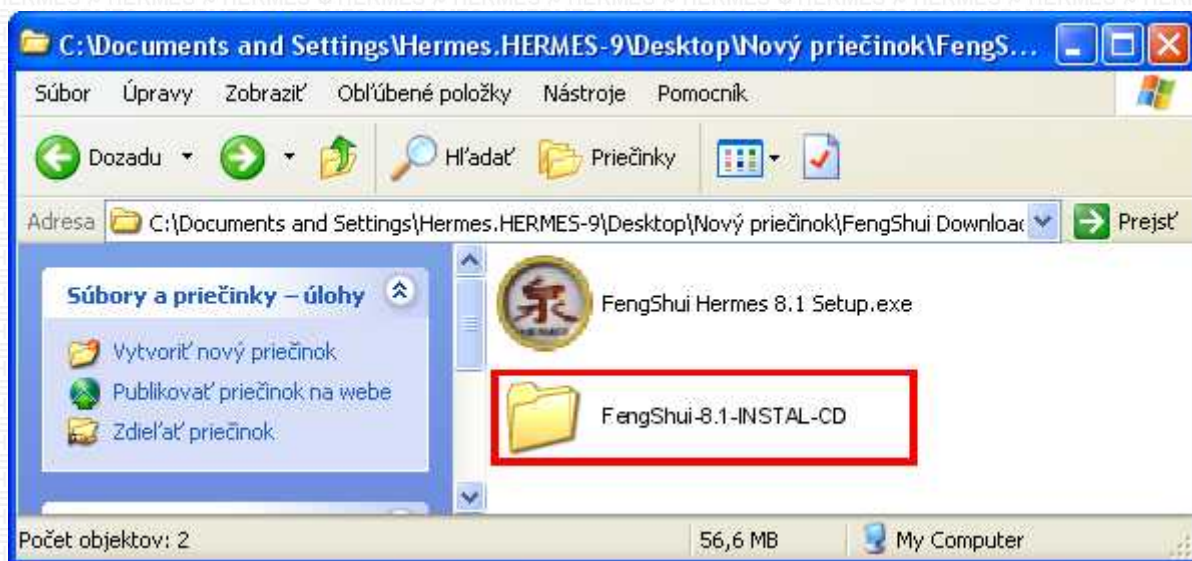 C:\Documents and Settings\Hermes.HERMES-9\Desktop\Nový priečinok\FengS...
Súbor Úpravy Zobraziť Obľúbené položky Nástroje Pomocník
Dozadu Hľadať Priečinky
Adresa C:\Documents and Settings\Hermes.HERMES-9\Desktop\Nový priečinok\FengShui Downloa Prejsť
Súbory a priečinky – úlohy
Vytvoriť nový priečinok
Publikovať priečinok na webe
Zdieľať priečinok
泉
HERMES
FengShui Hermes 8.1 Setup.exe
FengShui-8.1-INSTAL-CD
Počet objektov: 2 56,6 MB My Computer